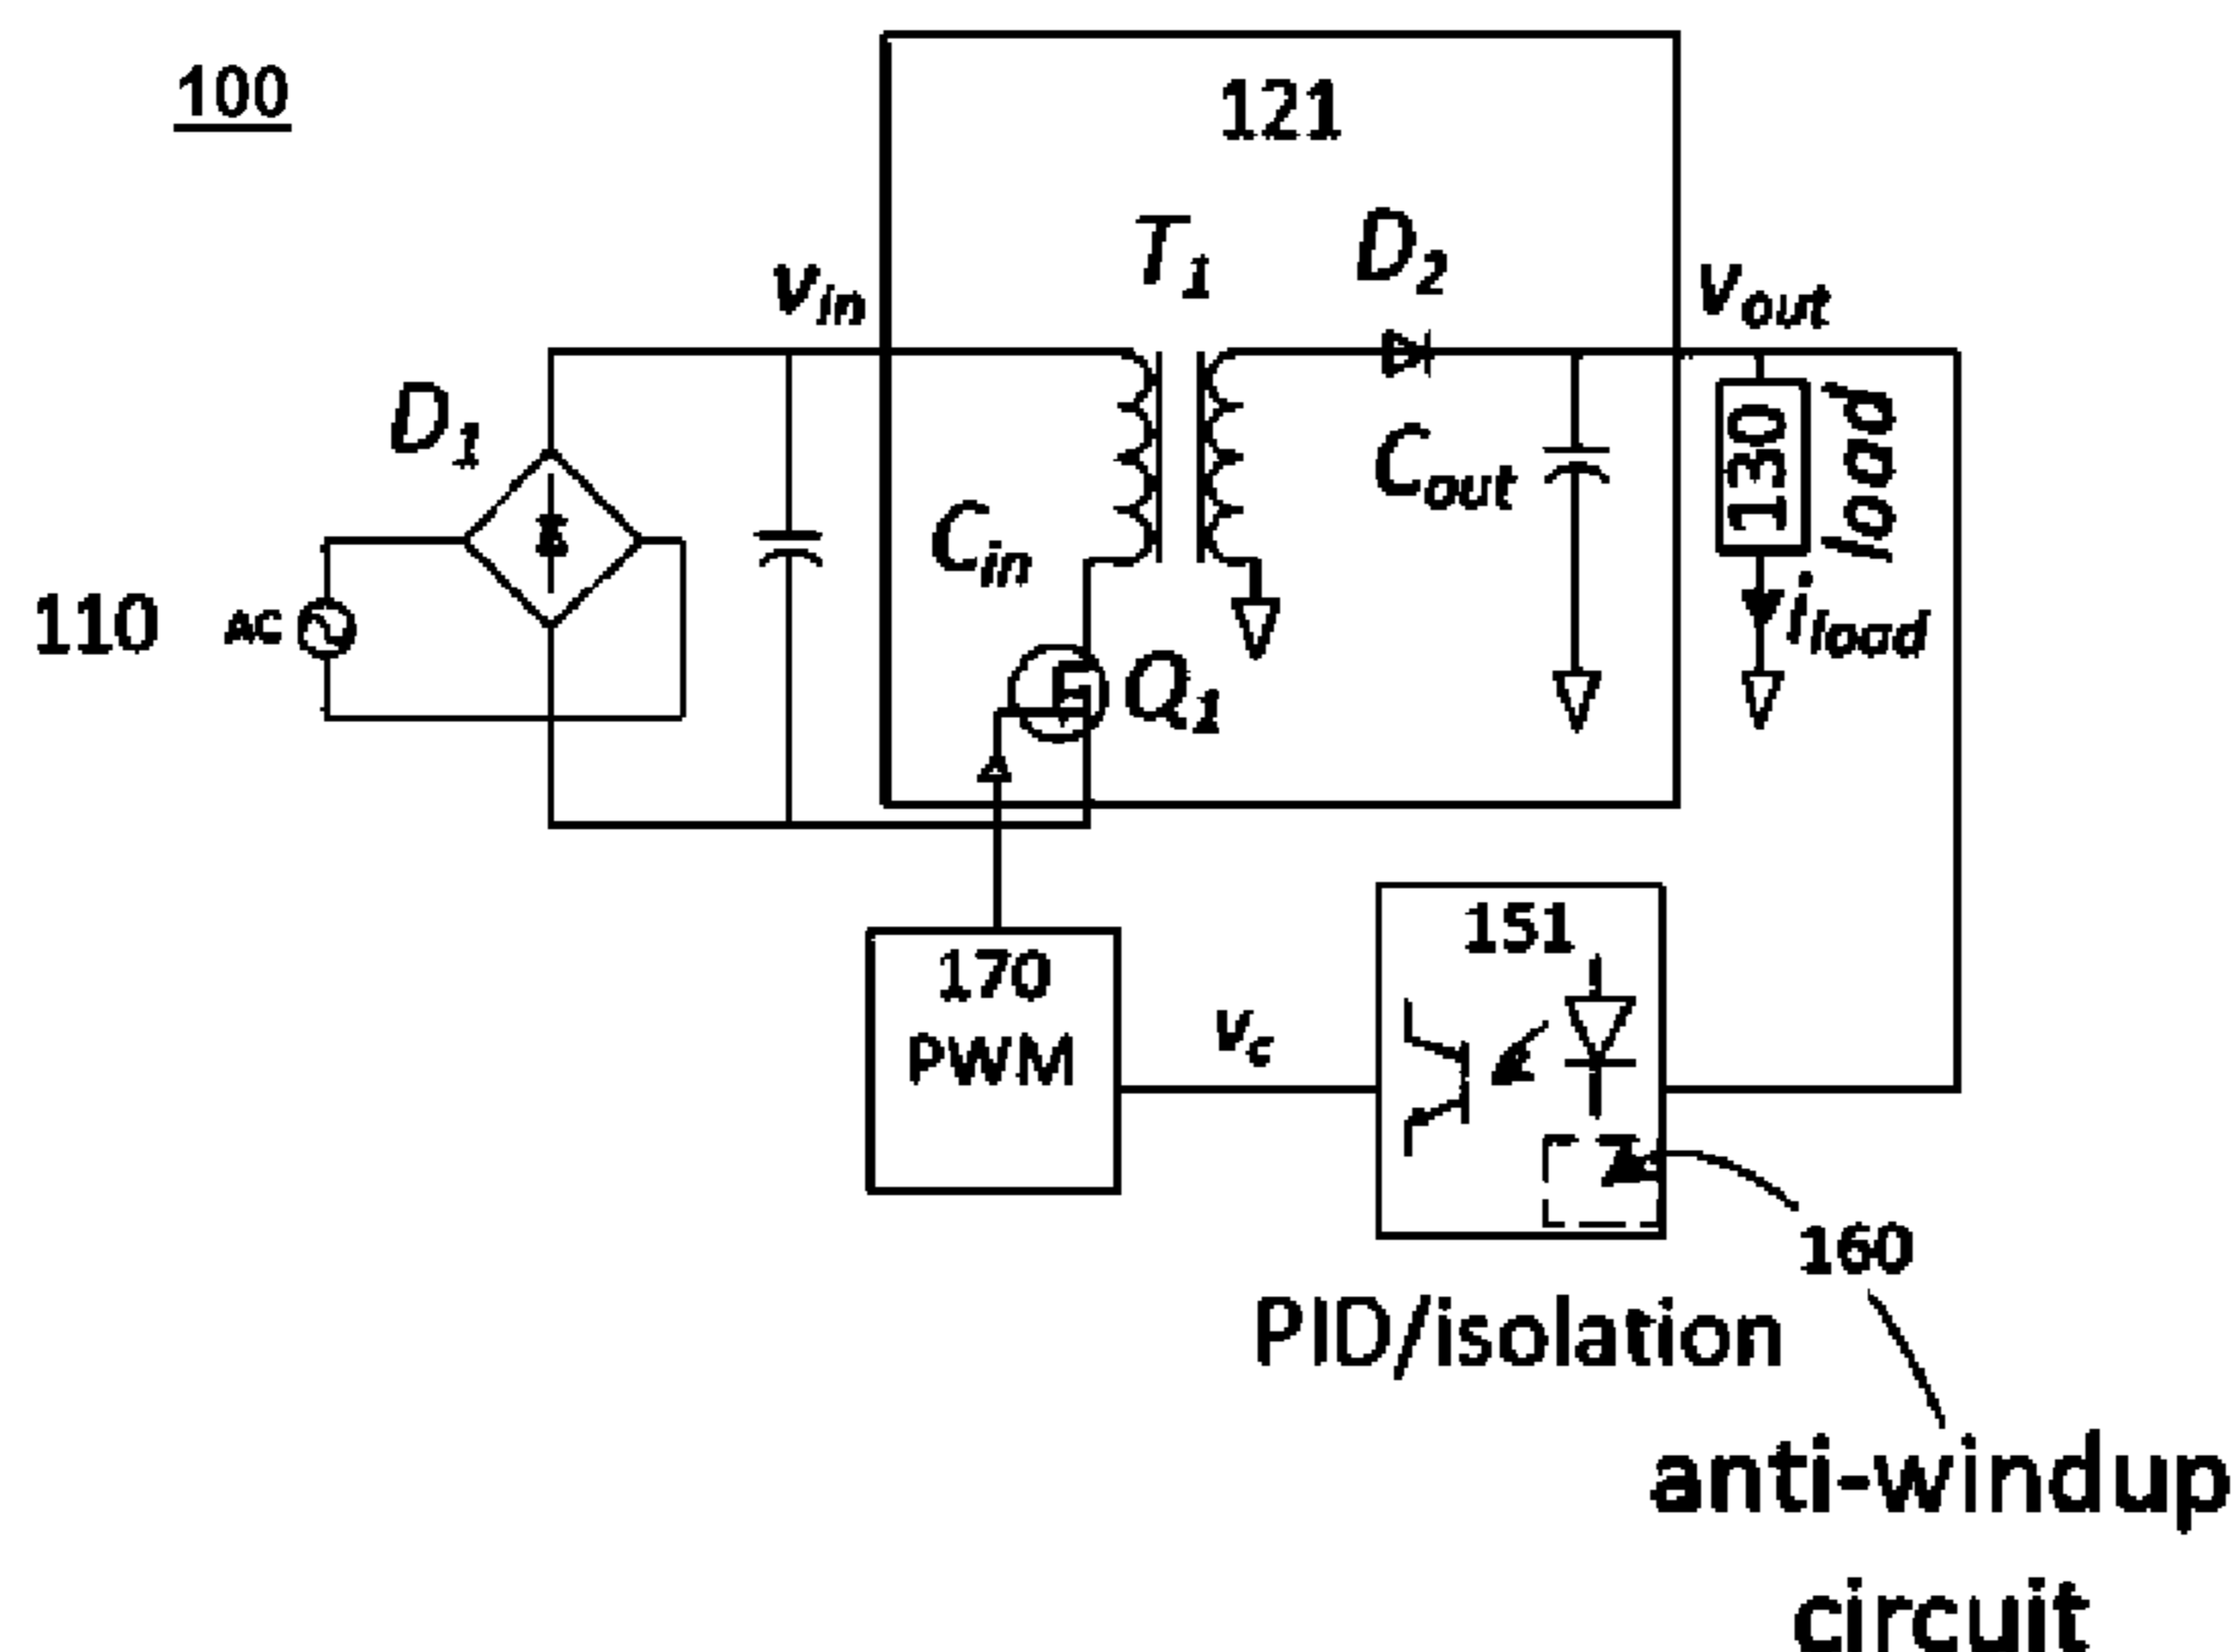 100
121
T1
D2
vin
vout
D1
130
load
Cout
Cin
110
AC
iload
Q1
151
170
PWM
vc
160
PID/isolation
anti-windup
circuit